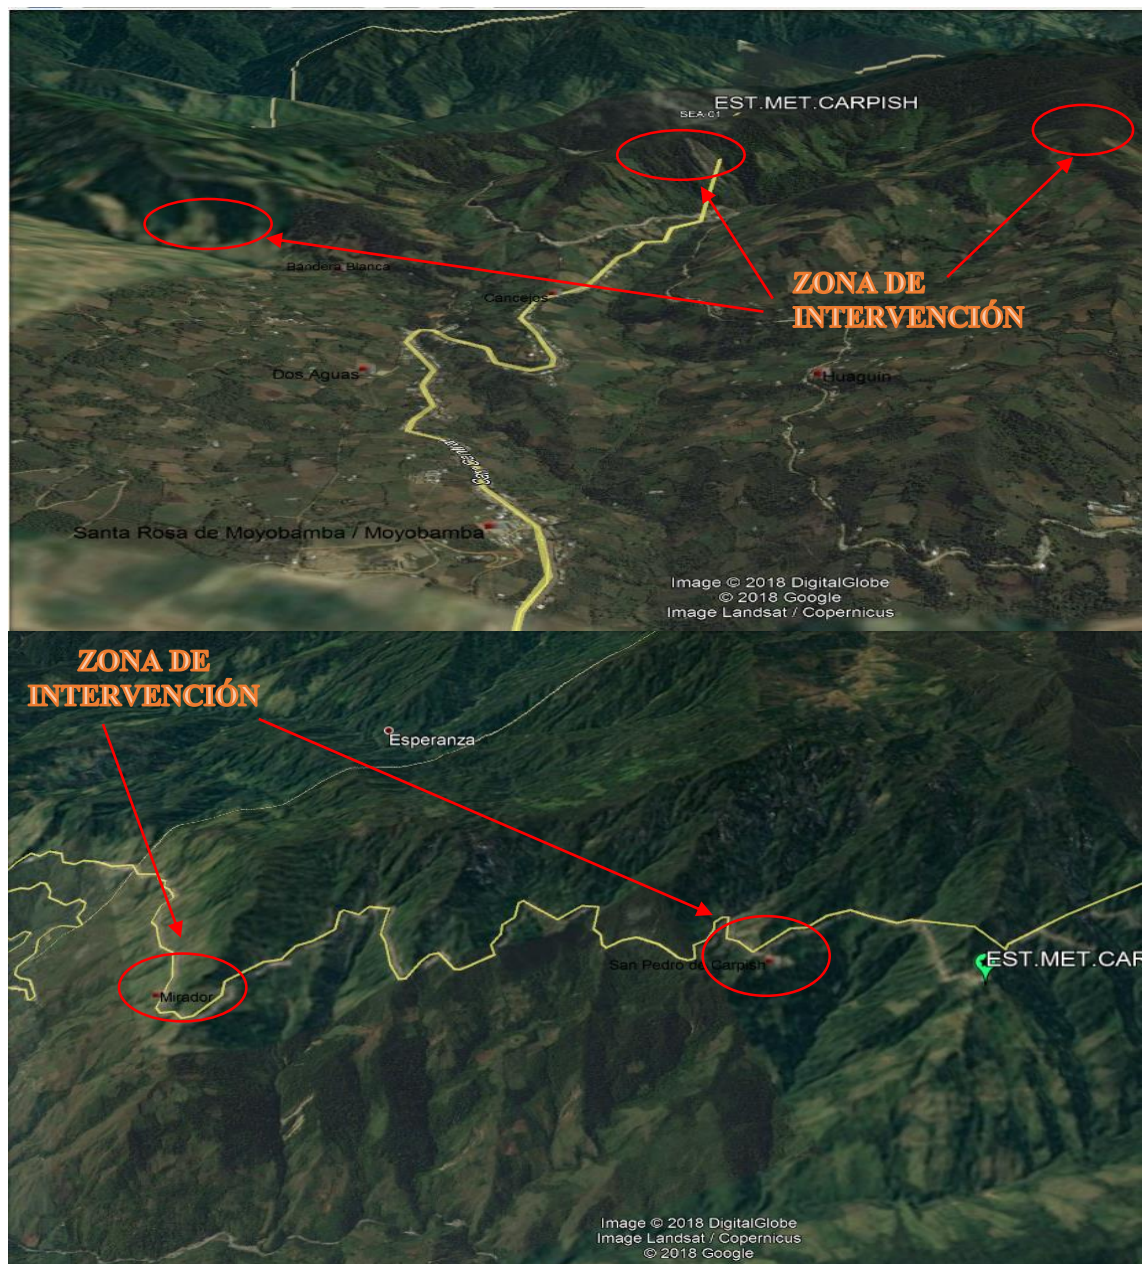 EST.MET.CARPISH
SEA-01
Bandera Blanca
Cancejos
ZONA DE
INTERVENCIÓN
Dos Aguas
Huaguin
Santa Rosa de Moyobamba / Moyobamba
Image © 2018 DigitalGlobe
© 2018 Google
Image Landsat / Copernicus
ZONA DE
INTERVENCIÓN
Esperanza
San Pedro de Carpish
EST.MET.CAR
Mirador
Image © 2018 DigitalGlobe
Image Landsat / Copernicus
© 2018 Google